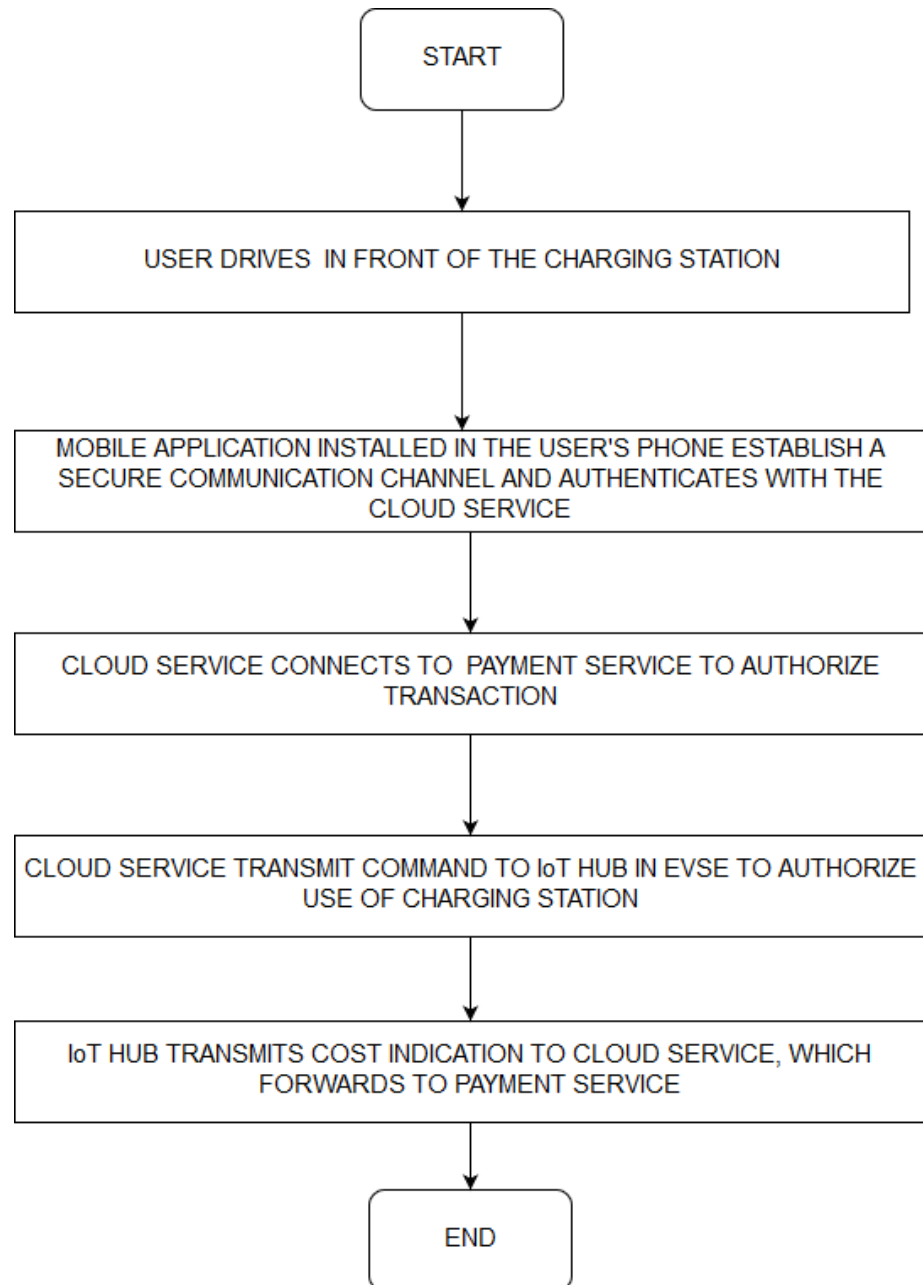 START
USER DRIVES  IN FRONT OF THE CHARGING STATION
MOBILE APPLICATION INSTALLED IN THE USER'S PHONE ESTABLISH A
SECURE COMMUNICATION CHANNEL AND AUTHENTICATES WITH THE
CLOUD SERVICE
CLOUD SERVICE CONNECTS TO  PAYMENT SERVICE TO AUTHORIZE
TRANSACTION
CLOUD SERVICE TRANSMIT COMMAND TO IoT HUB IN EVSE TO AUTHORIZE
USE OF CHARGING STATION
IoT HUB TRANSMITS COST INDICATION TO CLOUD SERVICE, WHICH
FORWARDS TO PAYMENT SERVICE
END